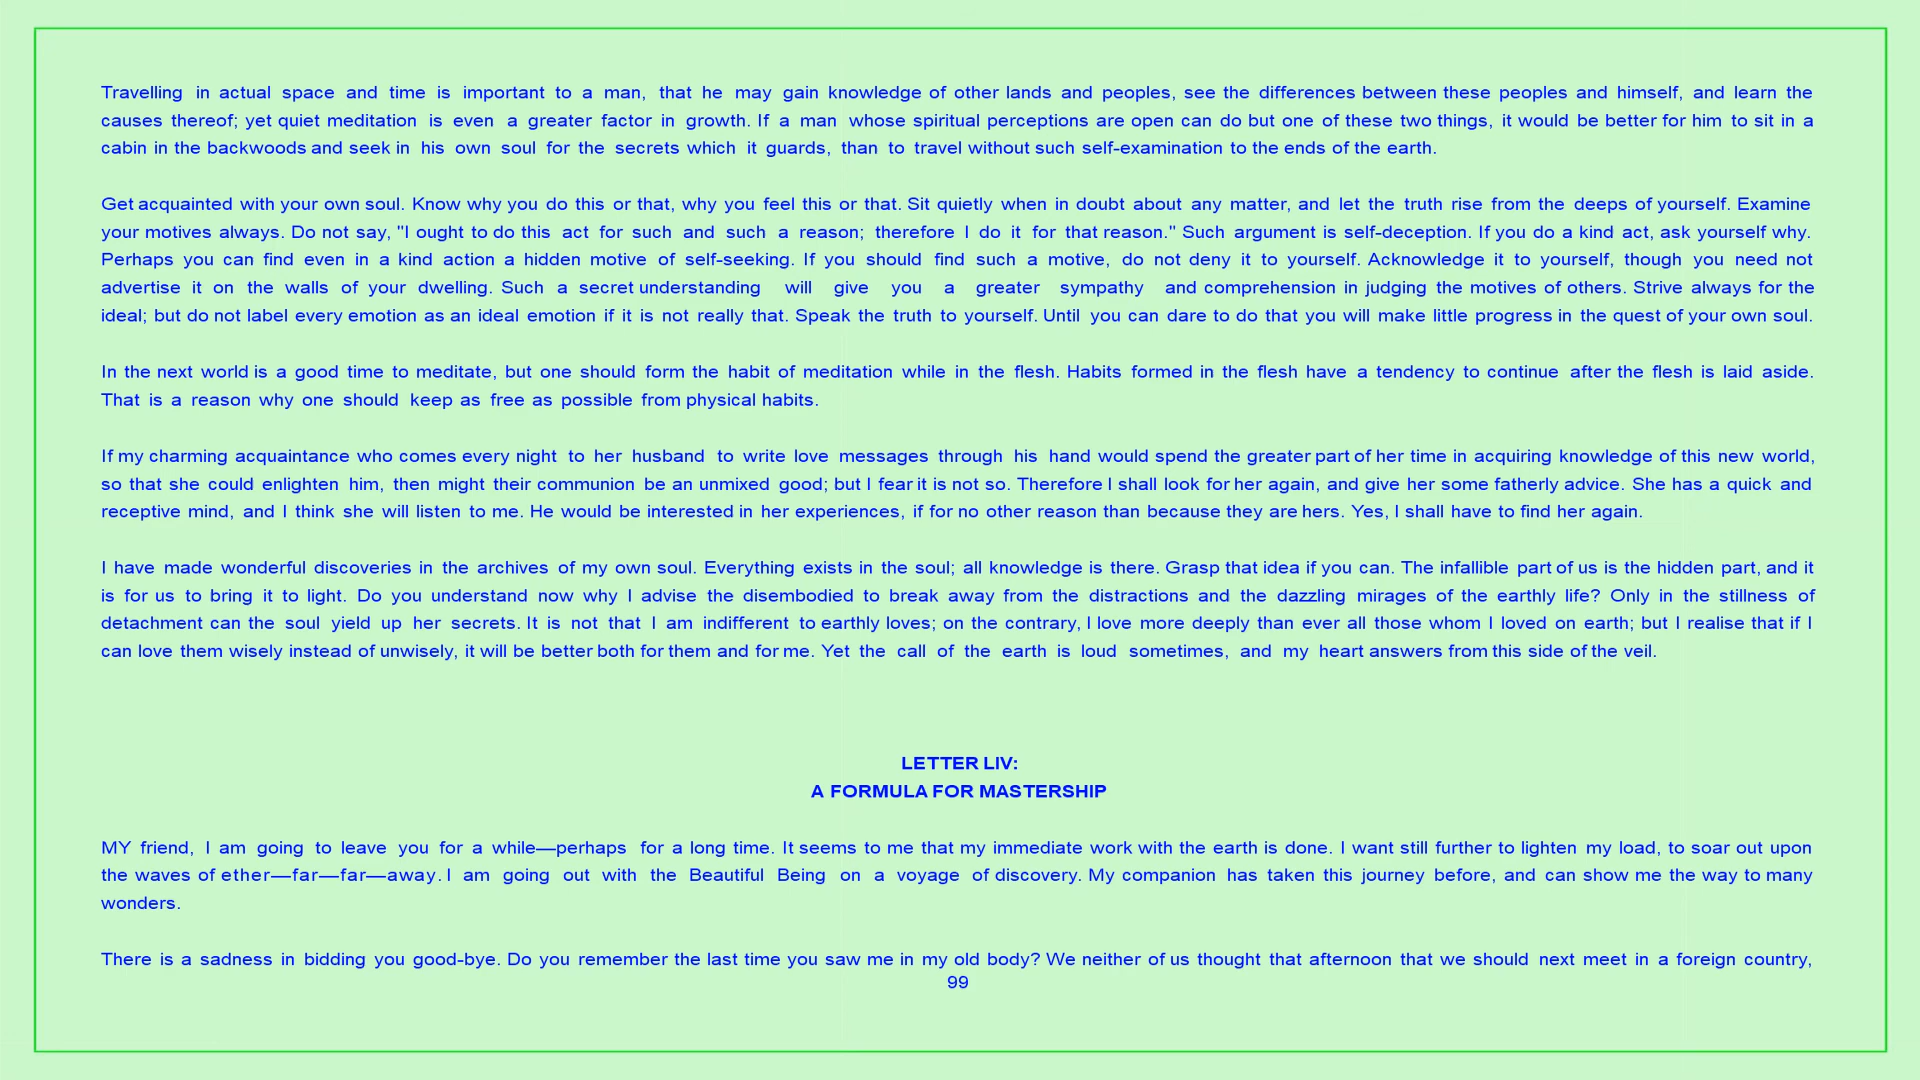 Travelling in actual space and time is important to a man, that he may gain knowledge of other lands and peoples, see the differences between these peoples and himself, and learn the
causes thereof; yet quiet meditation is even a greater factor in growth. If a man whose spiritual perceptions are open can do but one of these two things, it would be better for him to sit in a
cabin in the backwoods and seek in his own soul for the secrets which it guards, than to travel without such self-examination to the ends of the earth.
Get acquainted with your own soul. Know why you do this or that, why you feel this or that. Sit quietly when in doubt about any matter, and let the truth rise from the deeps of yourself. Examine
your motives always. Do not say, "I ought to do this act for such and such a reason; therefore I do it for that reason." Such argument is self-deception. If you do a kind act, ask yourself why.
Perhaps you can find even in a kind action a hidden motive of self-seeking. If you should find such a motive, do not deny it to yourself. Acknowledge it to yourself, though you need not
advertise it on the walls of your dwelling. Such a secret understanding will give you a greater sympathy and comprehension in judging the motives of others. Strive always for the
ideal; but do not label every emotion as an ideal emotion if it is not really that. Speak the truth to yourself. Until you can dare to do that you will make little progress in the quest of your own soul.
In the next world is a good time to meditate, but one should form the habit of meditation while in the flesh. Habits formed in the flesh have a tendency to continue after the flesh is laid aside.
That is a reason why one should keep as free as possible from physical habits.
If my charming acquaintance who comes every night to her husband to write love messages through his hand would spend the greater part of her time in acquiring knowledge of this new world,
so that she could enlighten him, then might their communion be an unmixed good; but I fear it is not so. Therefore I shall look for her again, and give her some fatherly advice. She has a quick and
receptive mind, and I think she will listen to me. He would be interested in her experiences, if for no other reason than because they are hers. Yes, I shall have to find her again.
I have made wonderful discoveries in the archives of my own soul. Everything exists in the soul; all knowledge is there. Grasp that idea if you can. The infallible part of us is the hidden part, and it
is for us to bring it to light. Do you understand now why I advise the disembodied to break away from the distractions and the dazzling mirages of the earthly life? Only in the stillness of
detachment can the soul yield up her secrets. It is not that I am indifferent to earthly loves; on the contrary, I love more deeply than ever all those whom I loved on earth; but I realise that if I
can love them wisely instead of unwisely, it will be better both for them and for me. Yet the call of the earth is loud sometimes, and my heart answers from this side of the veil.
LETTER LIV:
A FORMULA FOR MASTERSHIP
MY friend, I am going to leave you for a while—perhaps for a long time. It seems to me that my immediate work with the earth is done. I want still further to lighten my load, to soar out upon
the waves of ether—far—far—away. I am going out with the Beautiful Being on a voyage of discovery. My companion has taken this journey before, and can show me the way to many
wonders.
There is a sadness in bidding you good-bye. Do you remember the last time you saw me in my old body? We neither of us thought that afternoon that we should next meet in a foreign country,
99